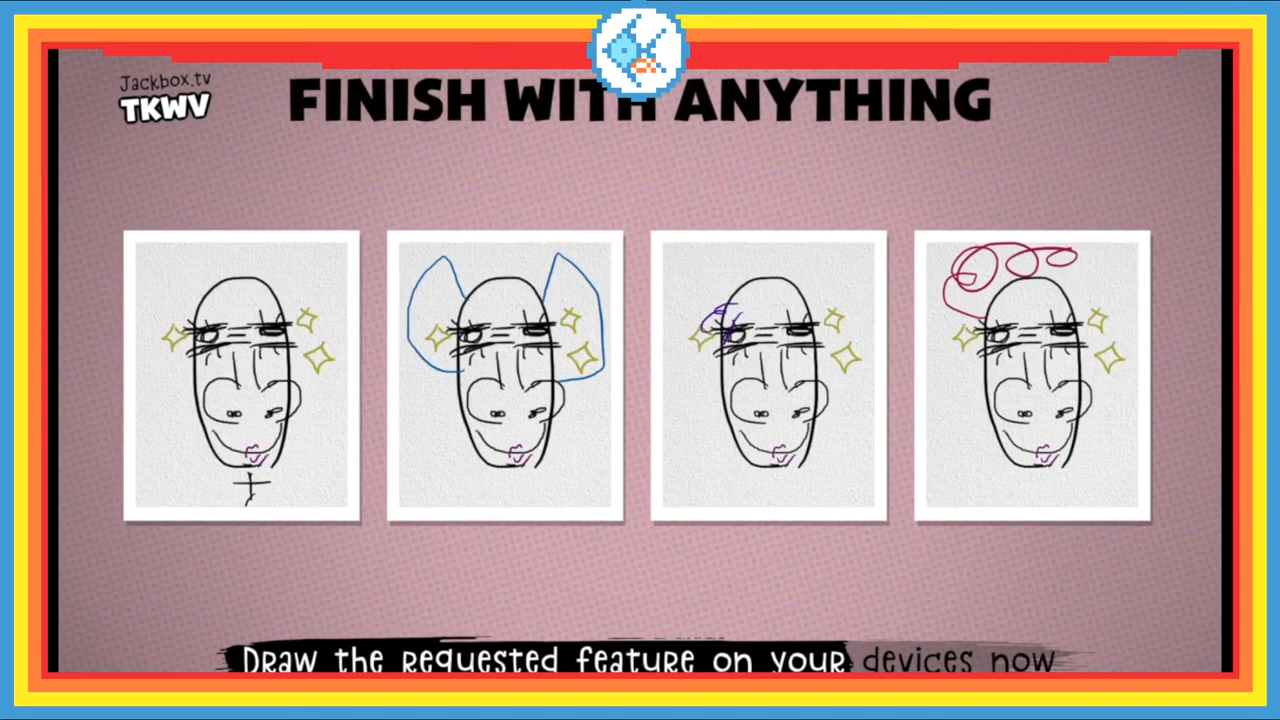 Jackbox.tv
TKWV
FINISH WITH ANYTHING
Draw the requested feature on your devices now